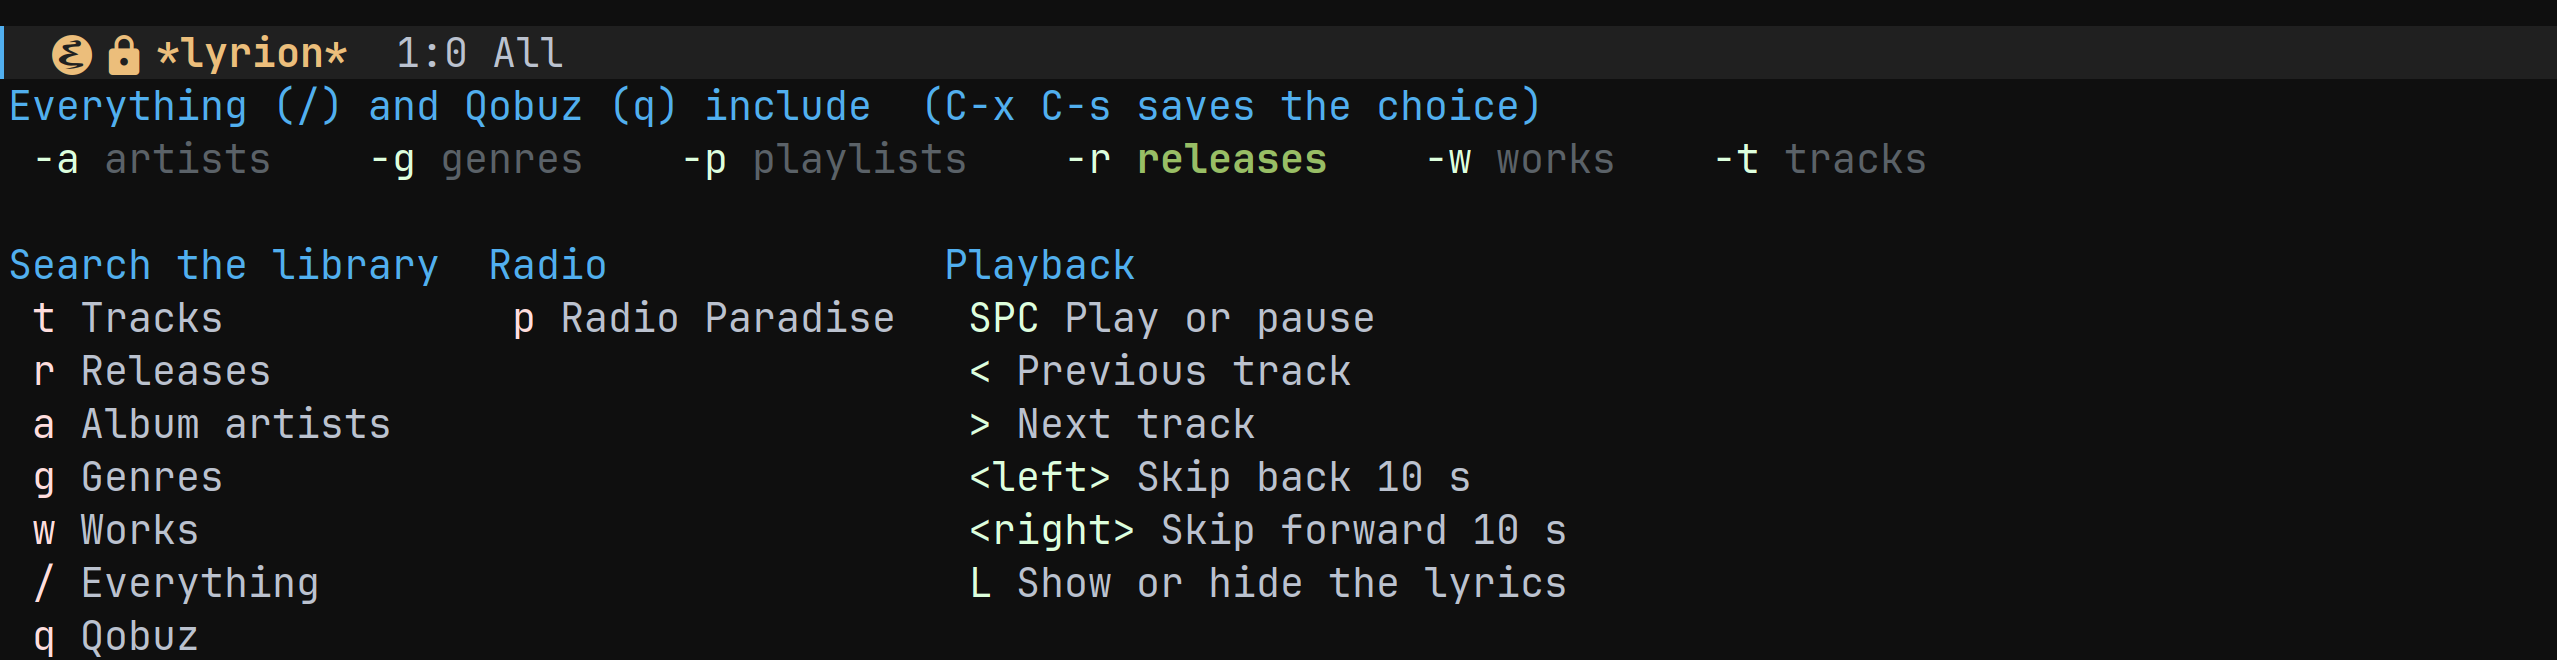 *lyrion* 1:0 All
Everything (/) and Qobuz (q) include (C-x C-s saves the choice)
-a artists -g genres -p playlists -r releases -w works -t tracks
Search the library Radio Playback
t Tracks p Radio Paradise SPC Play or pause
r Releases < Previous track
a Album artists > Next track
g Genres <left> Skip back 10 s
w Works <right> Skip forward 10 s
/ Everything L Show or hide the lyrics
q Qobuz